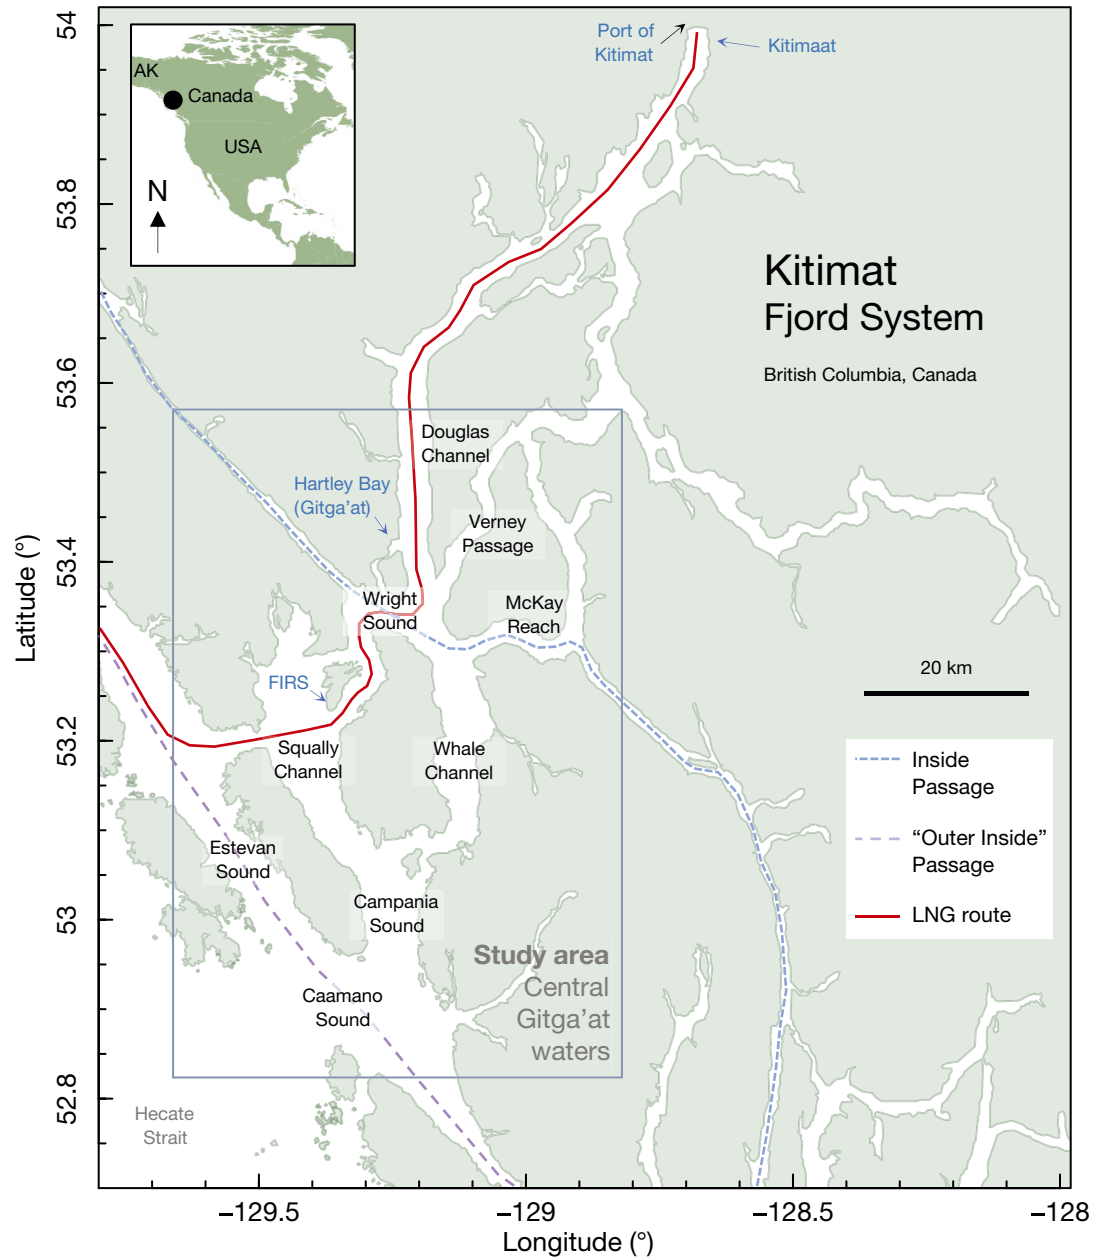 54
53.8
53.6
53.4
53.2
53
52.8
Latitude (°)
AK
Canada
USA
N
Port of
Kitimat
Kitimaat
Kitimat
Fjord System
British Columbia, Canada
Douglas
Channel
Hartley Bay
(Gitga’at)
Verney
Passage
Wright
Sound
McKay
Reach
FIRS
20 km
Squally
Channel
Whale
Channel
Inside
Passage
“Outer Inside”
Passage
LNG route
Estevan
Sound
Campania
Sound
Study area
Central
Gitga’at
waters
Caamano
Sound
Hecate
Strait
−129.5
−129
−128.5
−128
Longitude (°)